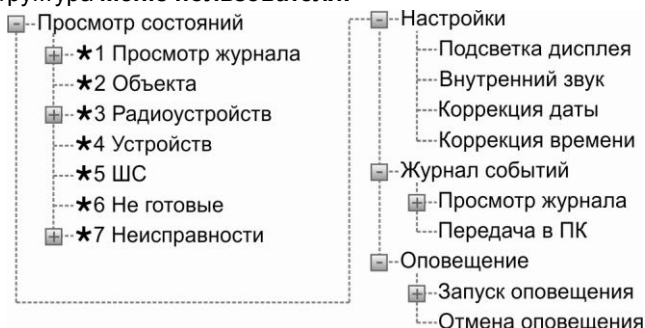 Просмотр состояний
★1 Просмотр журнала
★2 Объекта
★3 Радиоустройств
★4 Устройств
★5 ШС
★6 Не готовые
★7 Неисправности
Настройки
Подсветка дисплея
Внутренний звук
Коррекция даты
Коррекция времени
Журнал событий
Просмотр журнала
Передача в ПК
Оповещение
Запуск оповещения
Отмена оповещения